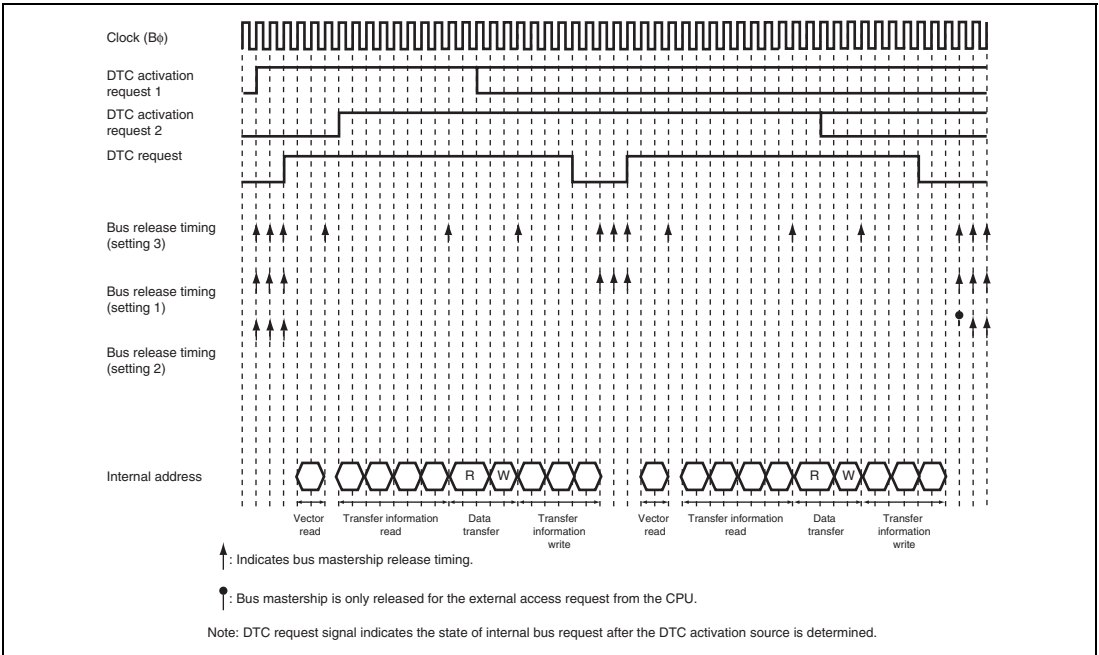 Clock (Bϕ)
DTC activation
request 1
DTC activation
request 2
DTC request
Bus release timing
(setting 3)
Bus release timing
(setting 1)
Bus release timing
(setting 2)
Internal address
R
W
R
W
Vector
read
Transfer information
read
Data
transfer
Transfer
information
write
Vector
read
Transfer information
read
Data
transfer
Transfer
information
write
: Indicates bus mastership release timing.
: Bus mastership is only released for the external access request from the CPU.
Note: DTC request signal indicates the state of internal bus request after the DTC activation source is determined.